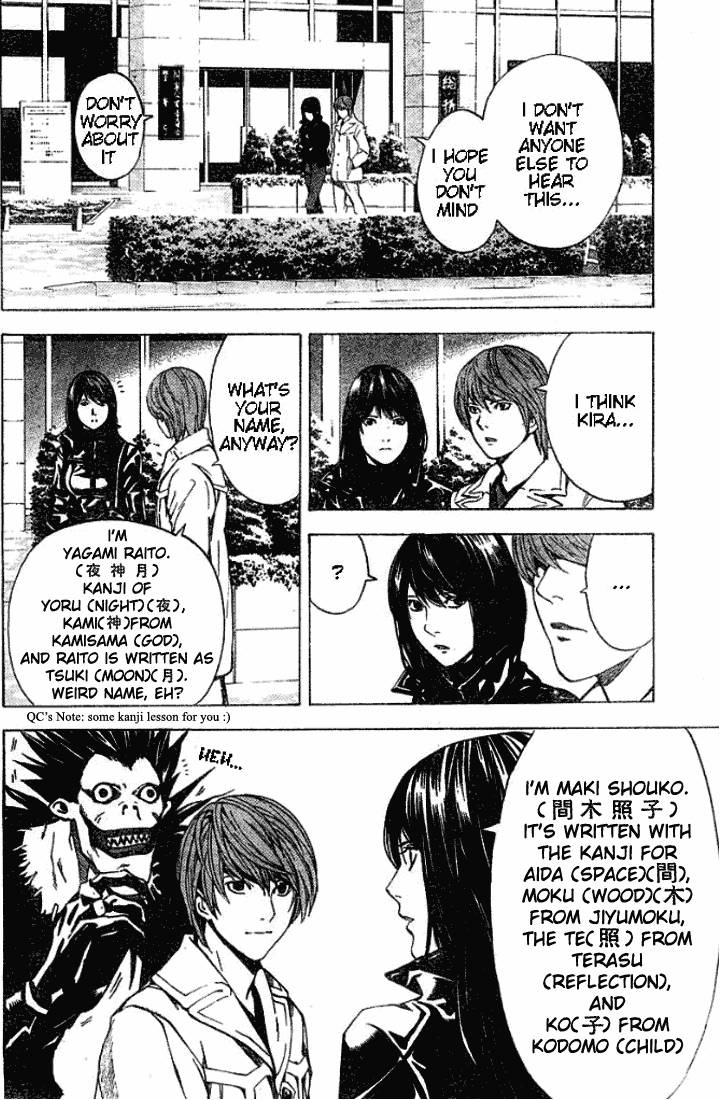 I DON'T
WANT
ANYONE
ELSE TO
HEAR
THIS...
I HOPE
YOU
DON'T
MIND
DON'T
WORRY
ABOUT
IT
I THINK
KIRA...
WHAT'S
YOUR
NAME,
ANYWAY?
...
?
I'M
YAGAMI RAITO.
(夜 神 月)
KANJI OF
YORU (NIGHT)(夜),
KAMI(神)FROM
KAMISAMA (GOD),
AND RAITO IS WRITTEN AS
TSUKI (MOON)(月).
WEIRD NAME, EH?
QC's Note: some kanji lesson for you :)
HEH...
I'M MAKI SHOUKO.
(間 木 照 子)
IT'S WRITTEN WITH
THE KANJI FOR
AIDA (SPACE)(間),
MOKU (WOOD)(木)
FROM JIYUMOKU,
THE TE(照) FROM
TERASU
(REFLECTION),
AND
KO(子) FROM
KODOMO (CHILD)